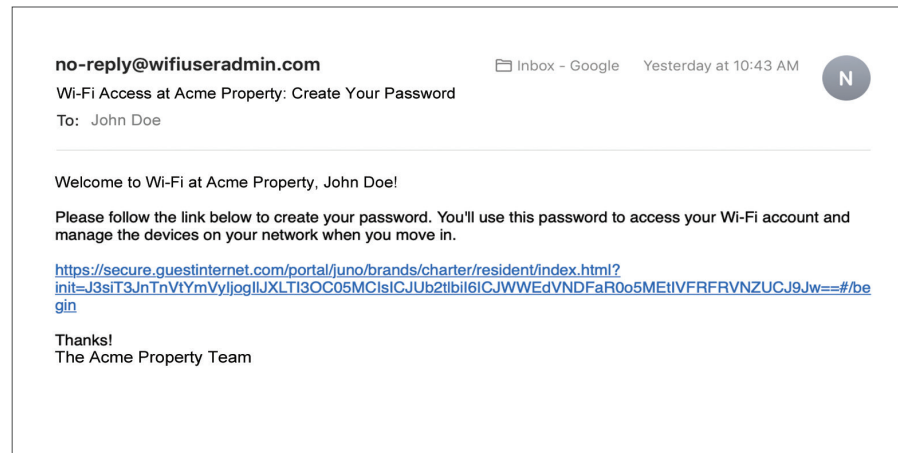 no-reply@wifiuseradmin.com Inbox - Google Yesterday at 10:43 AM
N
Wi-Fi Access at Acme Property: Create Your Password
To: John Doe
Welcome to Wi-Fi at Acme Property, John Doe!
Please follow the link below to create your password. You'll use this password to access your Wi-Fi account and
manage the devices on your network when you move in.
https://secure.guestinternet.com/portal/juno/brands/charter/resident/index.html?
init=J3siT3JnTnVtYmVyIjogIlJXLTI3OC05MCIsICJUb2tlbiI6ICJWWEdVNDFaR0o5MEtIVFRFRVNZUCJ9Jw==#/be
gin
Thanks!
The Acme Property Team